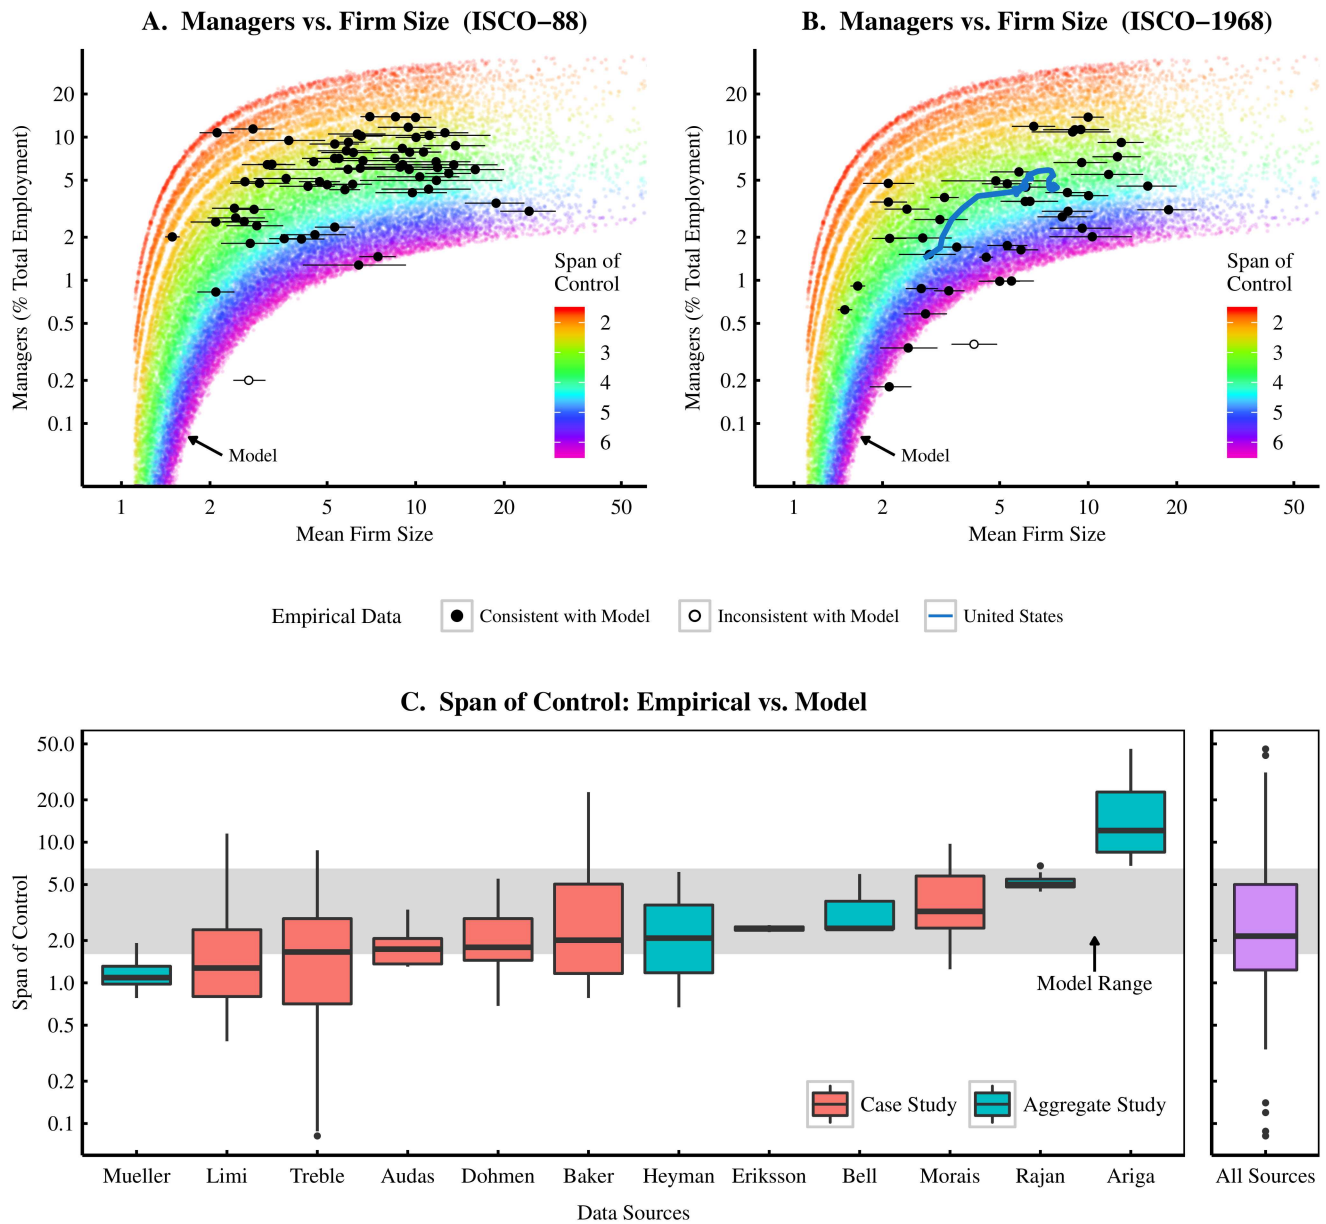 A.  Managers vs. Firm Size  (ISCO−88)
Managers (% Total Employment)
20
10
5
2
1
0.5
0.2
0.1
Span of
Control
2
3
4
5
6
Model
1 2 5 10 20 50
Mean Firm Size
B.  Managers vs. Firm Size  (ISCO−1968)
Managers (% Total Employment)
20
10
5
2
1
0.5
0.2
0.1
Span of
Control
2
3
4
5
6
Model
1 2 5 10 20 50
Mean Firm Size
Empirical Data Consistent with Model Inconsistent with Model United States
C.  Span of Control: Empirical vs. Model
Span of Control
50.0
20.0
10.0
5.0
2.0
1.0
0.5
0.2
0.1
Model Range
Case Study Aggregate Study
Mueller Limi Treble Audas Dohmen Baker Heyman Eriksson Bell Morais Rajan Ariga All Sources
Data Sources